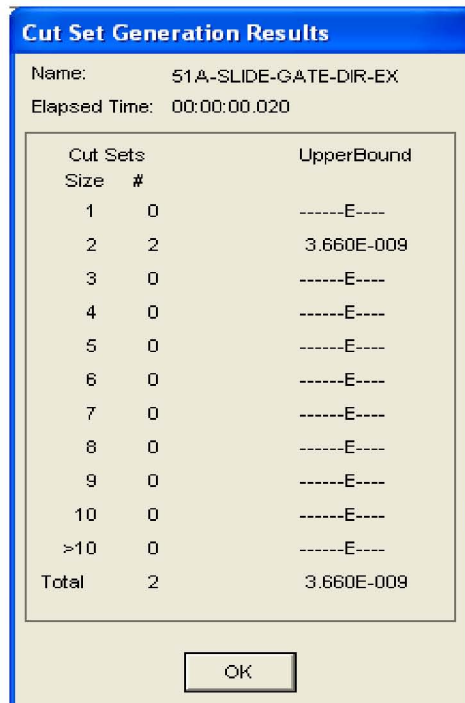 Cut Set Generation Results
Name: 51A-SLIDE-GATE-DIR-EX
Elapsed Time: 00:00:00.020
Cut Sets UpperBound
Size #
1 0 ------E----
2 2 3.660E-009
3 0 ------E----
4 0 ------E----
5 0 ------E----
6 0 ------E----
7 0 ------E----
8 0 ------E----
9 0 ------E----
10 0 ------E----
>10 0 ------E----
Total 2 3.660E-009
OK